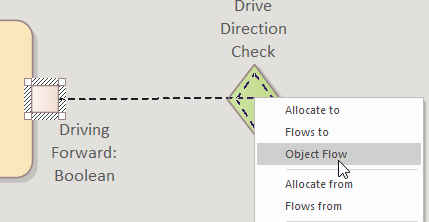 Drive
Direction
Check
Driving
Forward:
Boolean
Allocate to
Flows to
Object Flow
Allocate from
Flows from